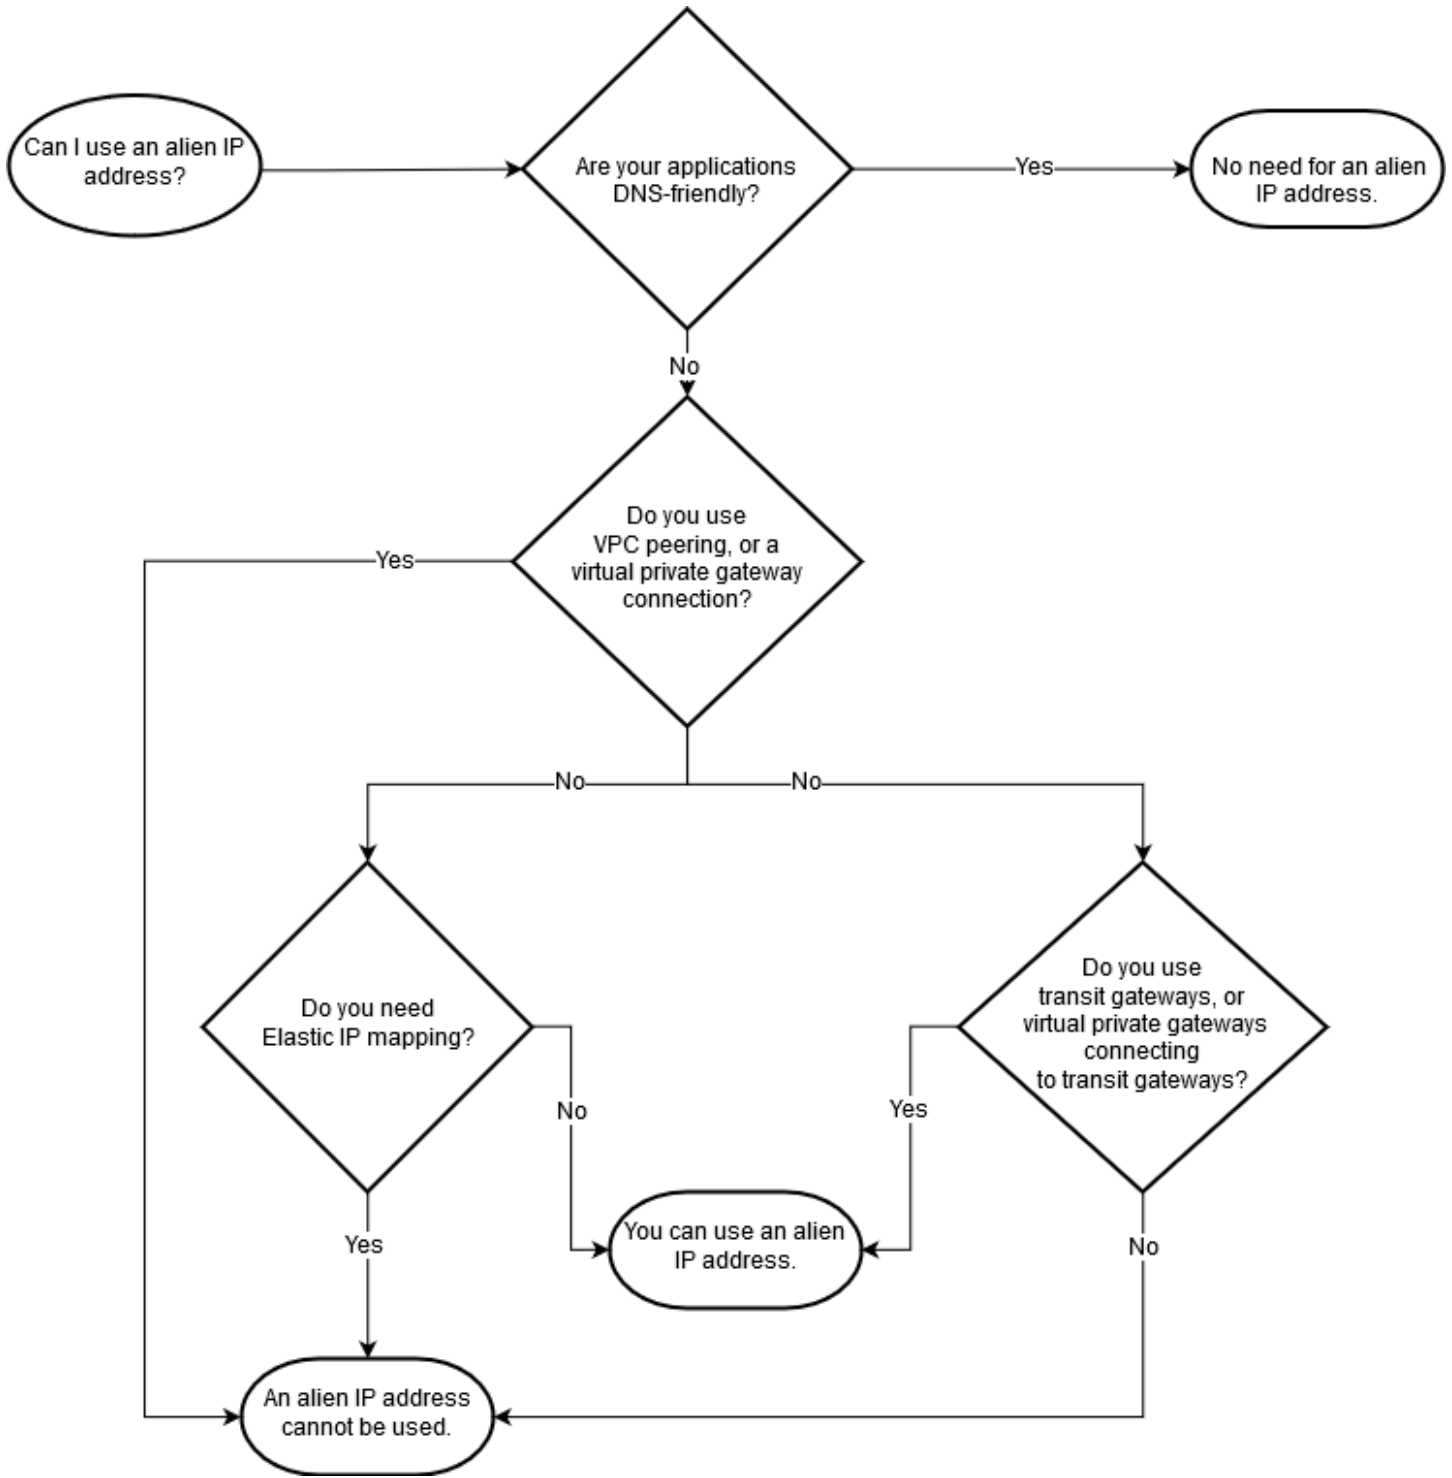 Can I use an alien IP
address?
Are your applications
DNS-friendly?
Yes
No need for an alien
IP address.
No
Do you use
VPC peering, or a
virtual private gateway
connection?
Yes
No
No
Do you need
Elastic IP mapping?
Do you use
transit gateways, or
virtual private gateways
connecting
to transit gateways?
No
Yes
You can use an alien
IP address.
Yes
No
An alien IP address
cannot be used.